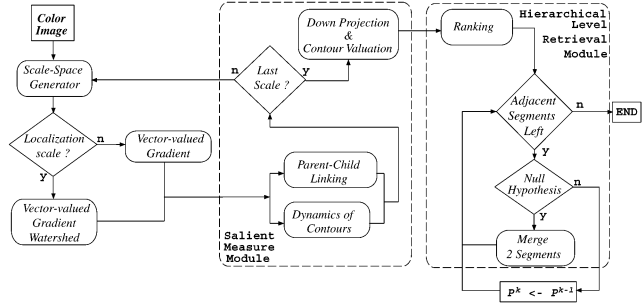 Color
Image
Scale-Space
Generator
Localization
scale ?
n
y
Vector-valued
Gradient
Vector-valued
Gradient
Watershed
Down Projection
&
Contour Valuation
n
Last
Scale ?
y
Parent-Child
Linking
Dynamics of
Contours
Salient
Measure
Module
Ranking
Hierarchical
Level
Retrieval
Module
Adjacent
Segments
Left
n
END
y
Null
Hypothesis
n
y
Merge
2 Segments
P^k <- P^k-1